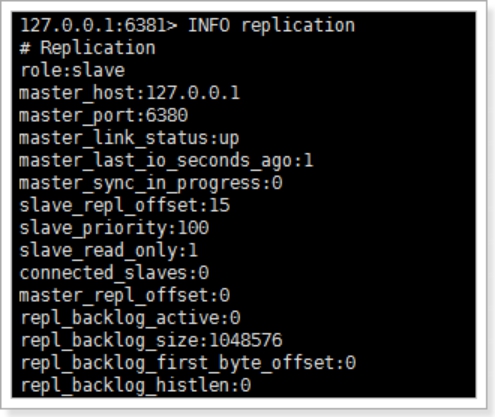 127.0.0.1:6381> INFO replication
# Replication
role:slave
master_host:127.0.0.1
master_port:6380
master_link_status:up
master_last_io_seconds_ago:1
master_sync_in_progress:0
slave_repl_offset:15
slave_priority:100
slave_read_only:1
connected_slaves:0
master_repl_offset:0
repl_backlog_active:0
repl_backlog_size:1048576
repl_backlog_first_byte_offset:0
repl_backlog_histlen:0